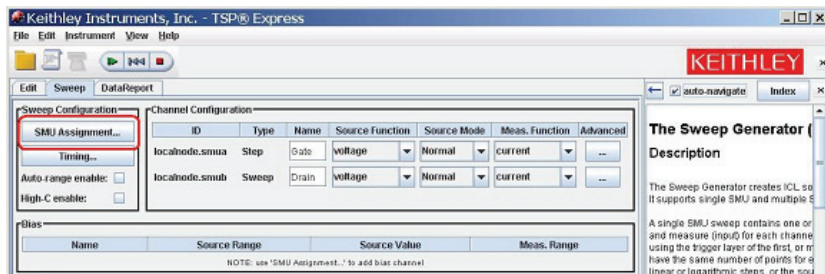 Keithley Instruments, Inc. - TSP® Express
File Edit Instrument View Help
KEITHLEY
Edit Sweep DataReport
auto-navigate Index
Sweep Configuration
SMU Assignment...
Timing...
Auto-range enable:
High-C enable:
Channel Configuration
ID Type Name Source Function Source Mode Meas. Function Advanced
localnode.smua Step Gate voltage Normal current ...
localnode.smub Sweep Drain voltage Normal current ...
Bias
Name Source Range Source Value Meas. Range
NOTE: use 'SMU Assignment...' to add bias channel
The Sweep Generator (
Description
The Sweep Generator creates ICL so
It supports single SMU and multiple S
A single SMU sweep contains one or
and measure (input) for each channe
using the trigger layer of the first, or m
have the same number of points for e
linear or logarithmic steps, or the sou